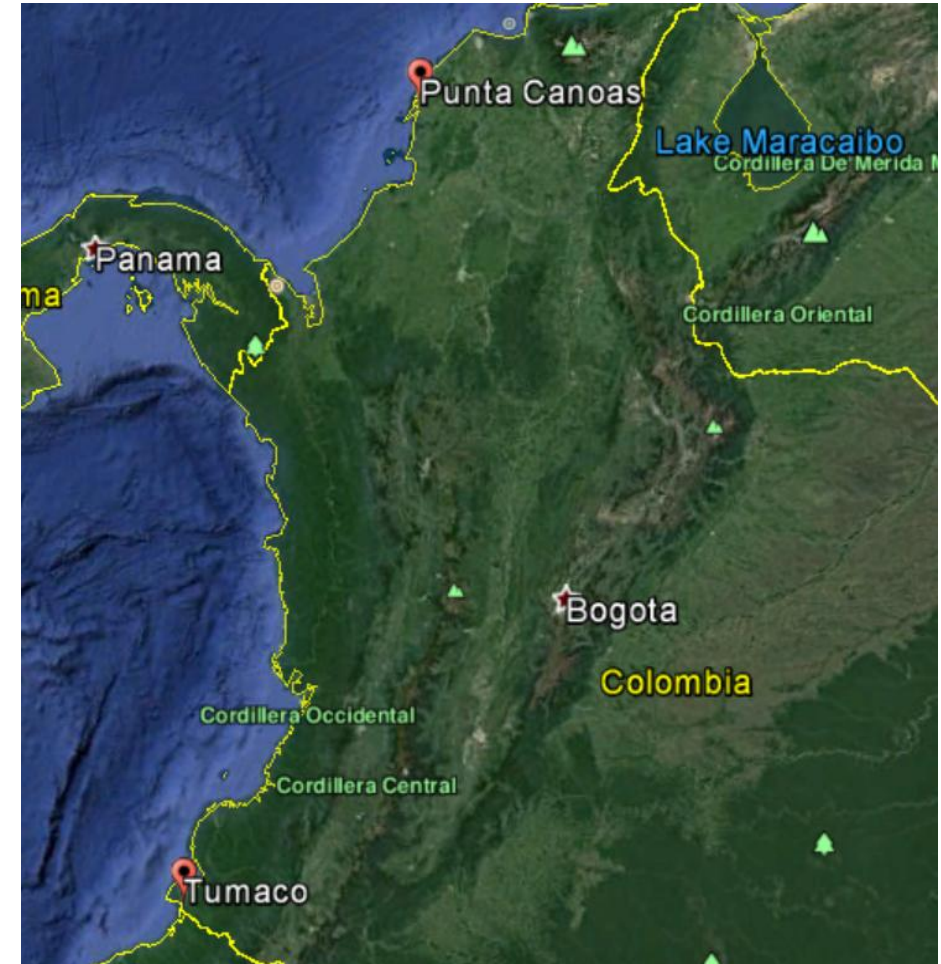 Punta Canoas
Lake Maracaibo
Cordillera De Merida M
Panama
ma
Cordillera Oriental
Bogota
Colombia
Cordillera Occidental
Cordillera Central
Tumaco